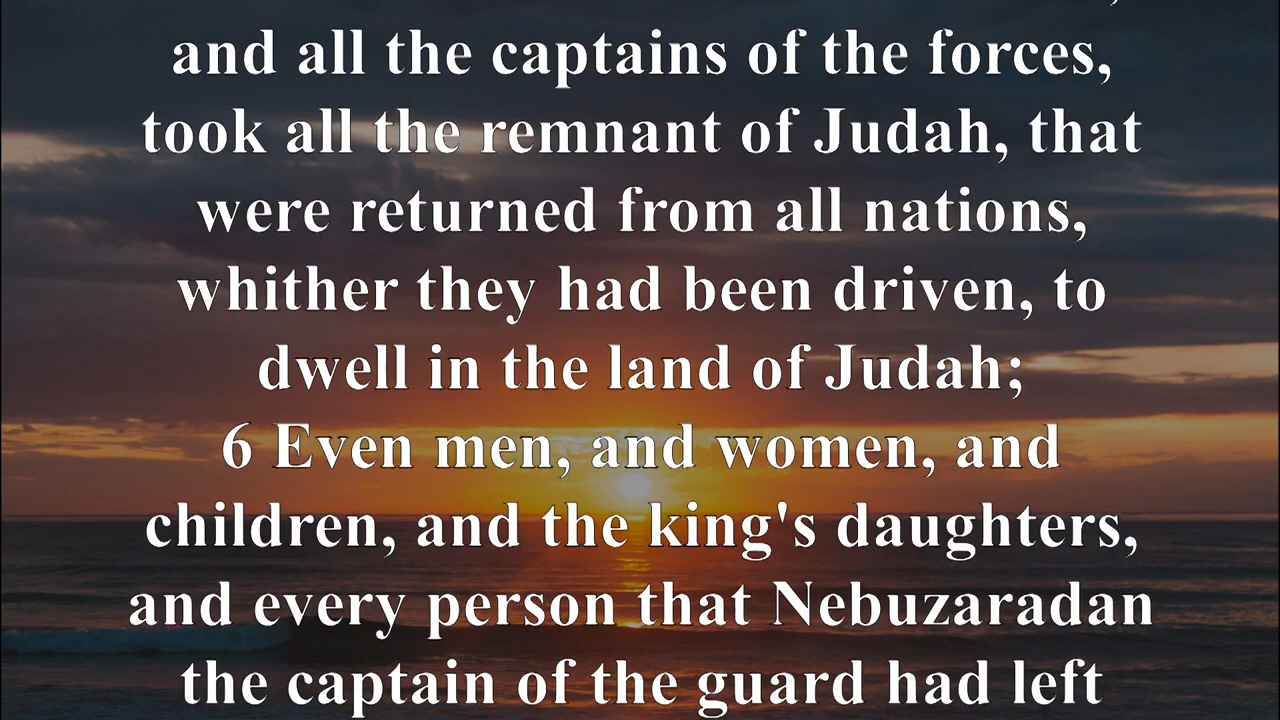 and all the captains of the forces,
took all the remnant of Judah, that
were returned from all nations,
whither they had been driven, to
dwell in the land of Judah;
6 Even men, and women, and
children, and the king's daughters,
and every person that Nebuzaradan
the captain of the guard had left